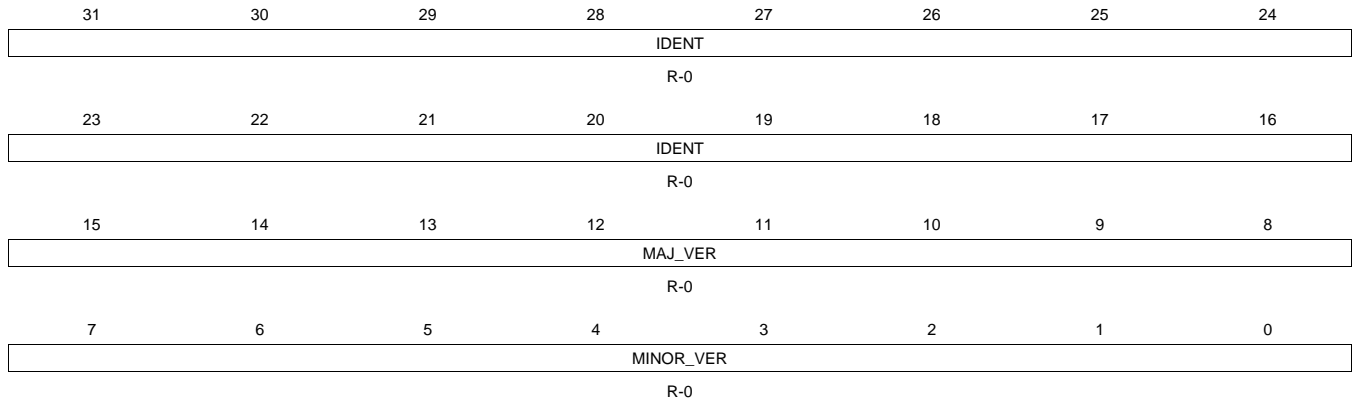 31 30 29 28 27 26 25 24
IDENT
R-0
23 22 21 20 19 18 17 16
IDENT
R-0
15 14 13 12 11 10 9 8
MAJ_VER
R-0
7 6 5 4 3 2 1 0
MINOR_VER
R-0